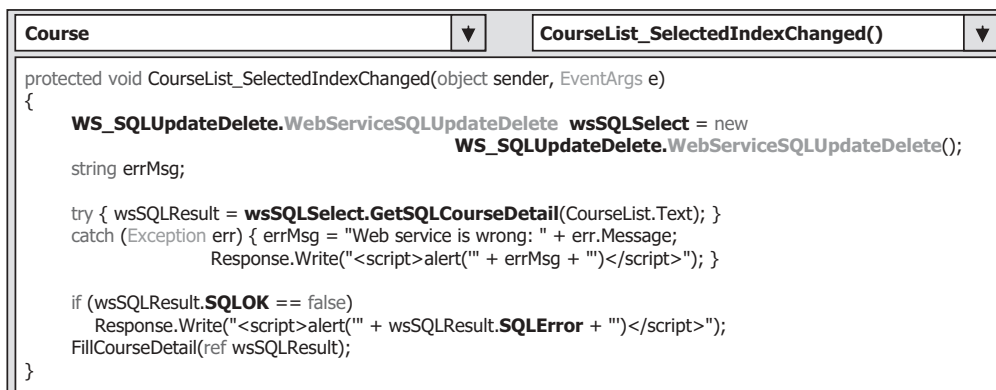 Course CourseList_SelectedIndexChanged()
protected void CourseList_SelectedIndexChanged(object sender, EventArgs e)
{
WS_SQLUpdateDelete.WebServiceSQLUpdateDelete wsSQLSelect = new
WS_SQLUpdateDelete.WebServiceSQLUpdateDelete();
string errMsg;
try { wsSQLResult = wsSQLSelect.GetSQLCourseDetail(CourseList.Text); }
catch (Exception err) { errMsg = "Web service is wrong: " + err.Message;
Response.Write("<script>alert('" + errMsg + "')</script>"); }
if (wsSQLResult.SQLOK == false)
Response.Write("<script>alert('" + wsSQLResult.SQLError + "')</script>");
FillCourseDetail(ref wsSQLResult);
}